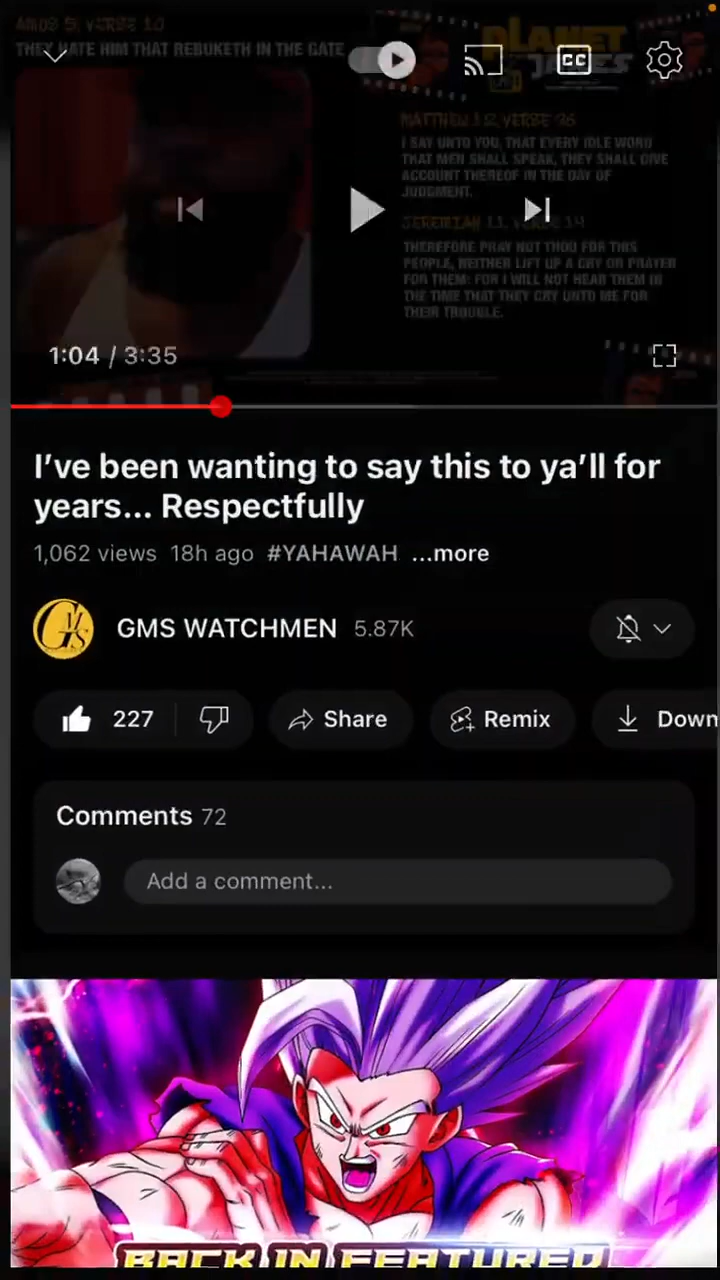 AMOS 5, VERSE 10
THEY HATE HIM THAT REBUKETH IN THE GATE
PLANET
JAMES
CC
MATTHEW 12, VERSE 36
I SAY UNTO YOU, THAT EVERY IDLE WORD
THAT MEN SHALL SPEAK, THEY SHALL GIVE
ACCOUNT THEREOF IN THE DAY OF
JUDGMENT.
JEREMIAH 11, VERSE 14
THEREFORE PRAY NOT THOU FOR THIS
PEOPLE, NEITHER LIFT UP A CRY OR PRAYER
FOR THEM: FOR I WILL NOT HEAR THEM IN
THE TIME THAT THEY CRY UNTO ME FOR
THEIR TROUBLE.
1:04 / 3:35
I’ve been wanting to say this to ya’ll for
years... Respectfully
1,062 views 18h ago #YAHAWAH ...more
GMS
GMS WATCHMEN 5.87K
227
Share
Remix
Down
Comments 72
Add a comment...
BACK IN FEATURED